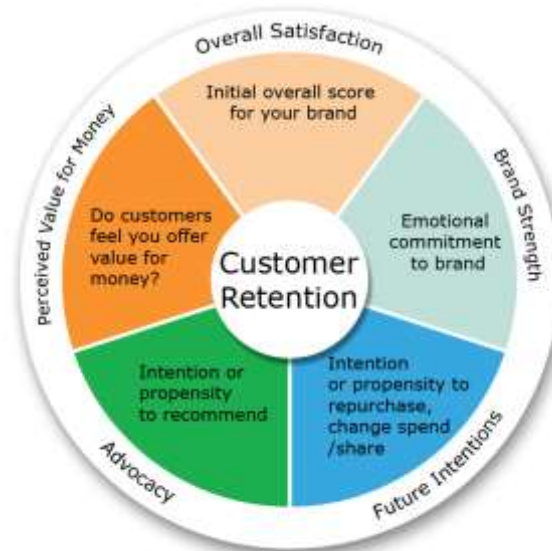 Overall Satisfaction
Initial overall score
for your brand
Brand Strength
Emotional
commitment
to brand
Future Intentions
Intention
or propensity to
repurchase,
change spend
/share
Advocacy
Intention or
propensity
to recommend
Perceived Value for Money
Do customers
feel you offer
value for
money?
Customer
Retention